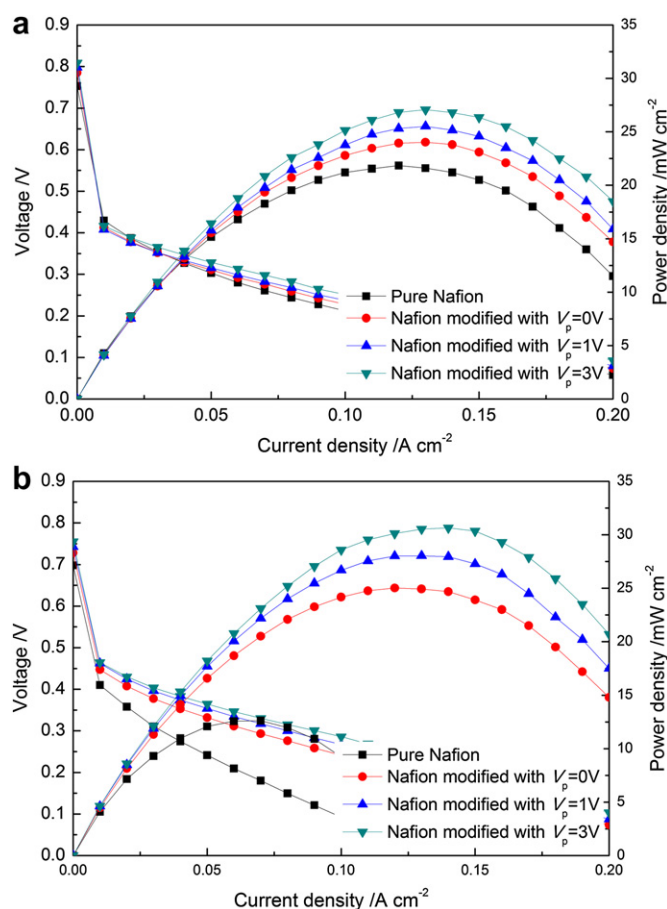 a
0.9
0.8
0.7
0.6
0.5
0.4
0.3
0.2
0.1
0.0
Voltage /V
35
30
25
20
15
10
5
0
Power density /mW cm-2
Pure Nafion
Nafion modified with Vp=0V
Nafion modified with Vp=1V
Nafion modified with Vp=3V
0.00 0.05 0.10 0.15 0.20
Current density /A cm-2
b
0.9
0.8
0.7
0.6
0.5
0.4
0.3
0.2
0.1
0.0
Voltage /V
35
30
25
20
15
10
5
0
Power density /mW cm-2
Pure Nafion
Nafion modified with Vp=0V
Nafion modified with Vp=1V
Nafion modified with Vp=3V
0.00 0.05 0.10 0.15 0.20
Current density /A cm-2